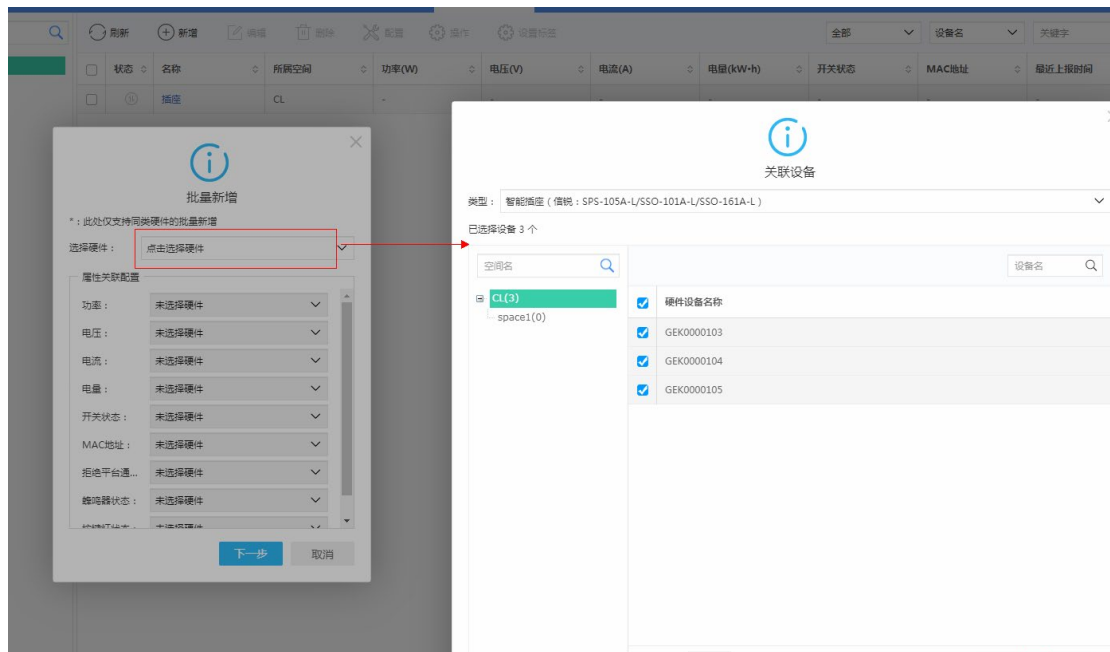 刷新 新增 编辑 删除 配置 操作 设置标签 全部 设备名 关键字
状态 名称 所属空间 功率(W) 电压(V) 电流(A) 电量(kW•h) 开关状态 MAC地址 最近上报时间
插座 CL - - - - - - -
关联设备
类型： 智能插座（信锐：SPS-105A-L/SSO-101A-L/SSO-161A-L）
已选择设备 3 个
空间名 设备名
CL(3) 硬件设备名称
space1(0)
GEK0000103
GEK0000104
GEK0000105
批量新增
*：此处仅支持同类硬件的批量新增
选择硬件： 点击选择硬件
属性关联配置
功率： 未选择硬件
电压： 未选择硬件
电流： 未选择硬件
电量： 未选择硬件
开关状态： 未选择硬件
MAC地址： 未选择硬件
拒绝平台通... 未选择硬件
蜂鸣器状态： 未选择硬件
下一步 取消